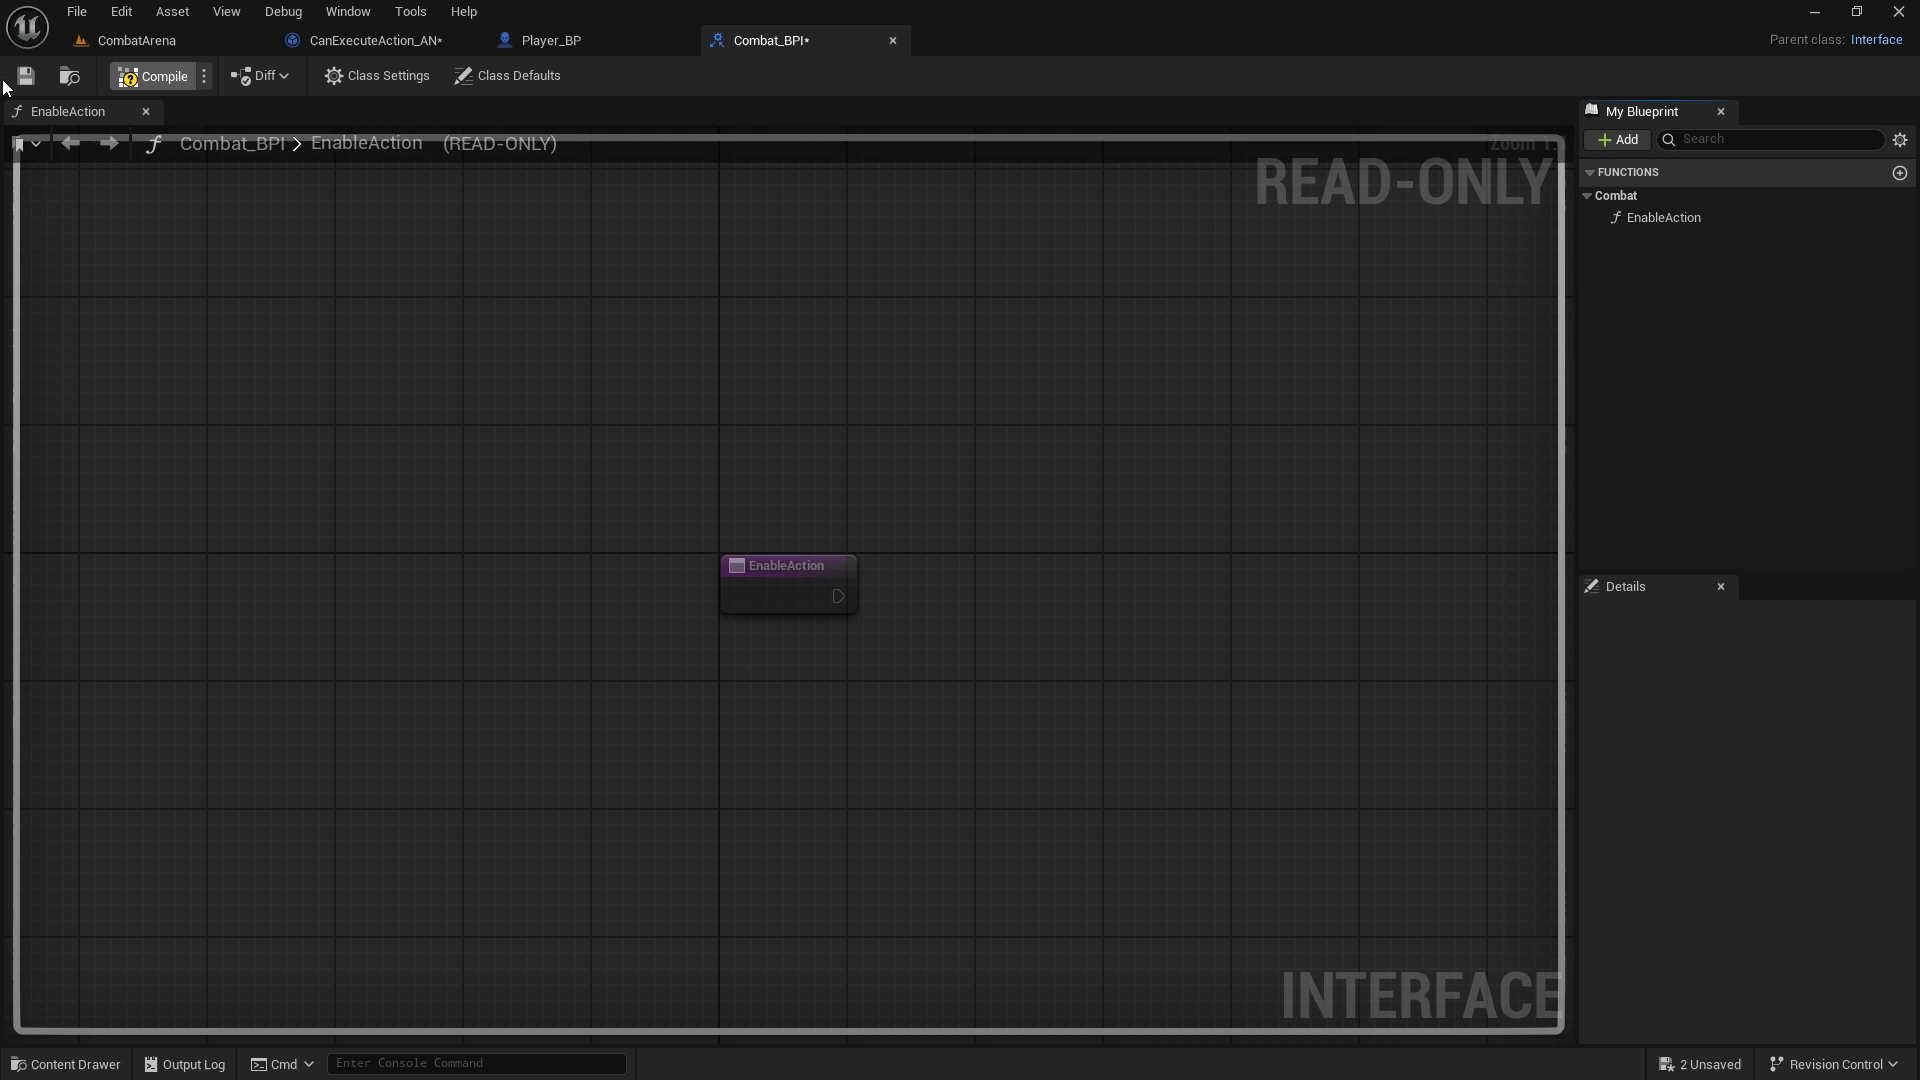 File Edit Asset View Debug Window Tools Help
CombatArena CanExecuteAction_AN* Player_BP Combat_BPI* Parent class: Interface
Compile Diff Class Settings Class Defaults
EnableAction
Combat_BPI > EnableAction (READ-ONLY)
Zoom
READ-ONLY
EnableAction
INTERFACE
My Blueprint
Add Search
FUNCTIONS
Combat
EnableAction
Details
Content Drawer Output Log Cmd Enter Console Command 2 Unsaved Revision Control